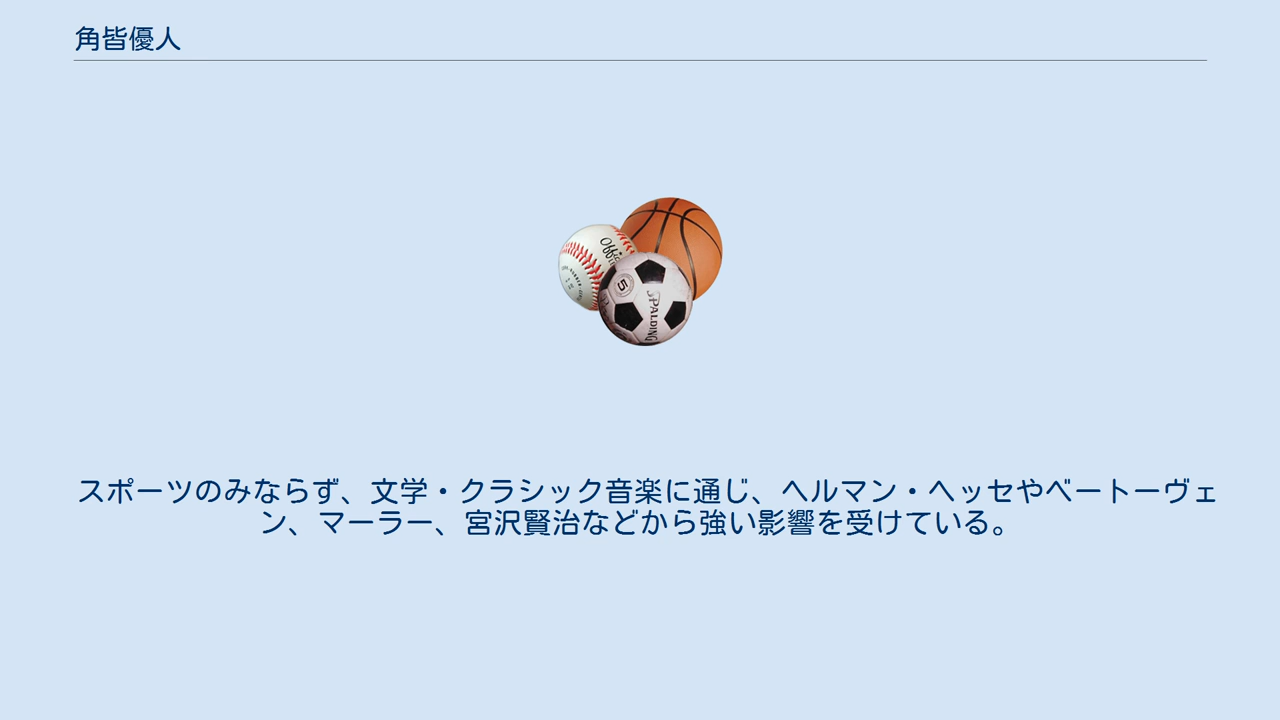 角皆優人
Offic
5
SPALDING
スポーツのみならず、文学・クラシック音楽に通じ、ヘルマン・ヘッセやベートーヴェ
ン、マーラー、宮沢賢治などから強い影響を受けている。